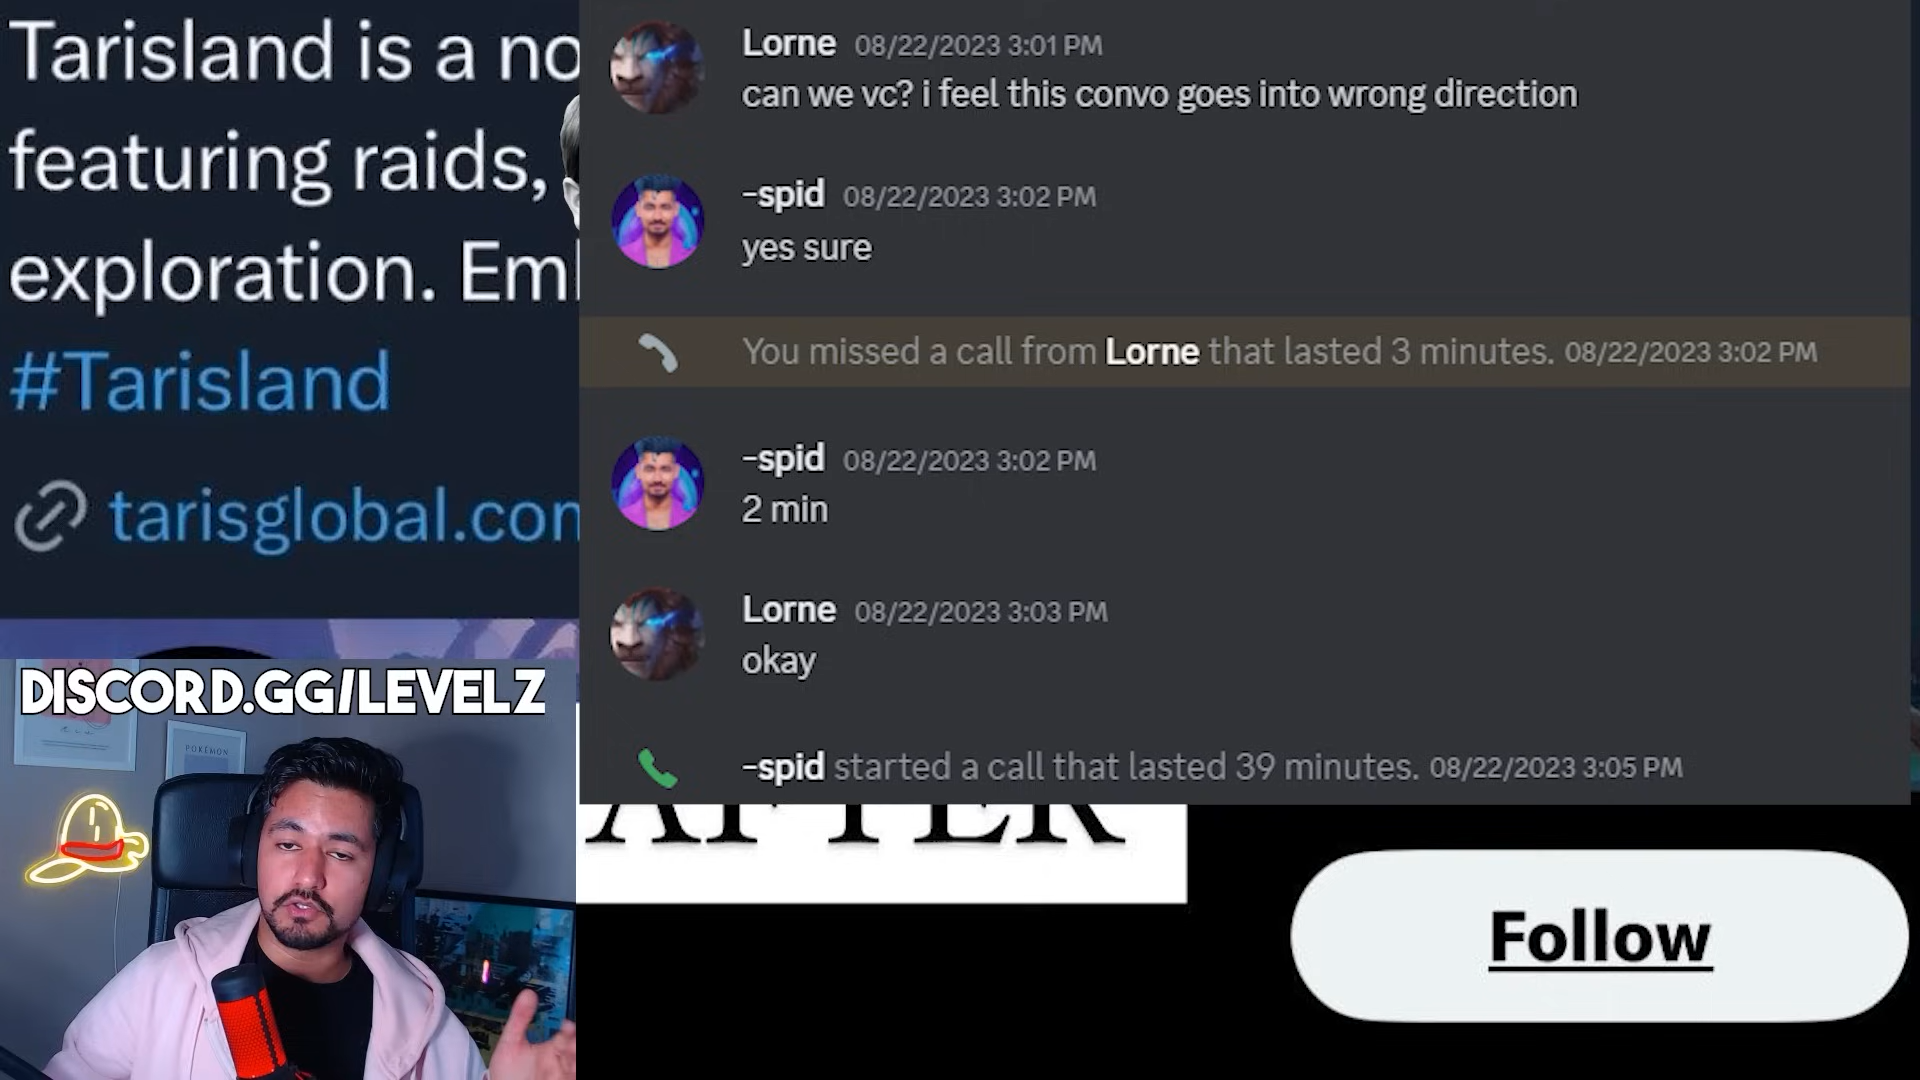 Tarisland is a no
featuring raids,
exploration. Em
#Tarisland
tarisglobal.com
Lorne 08/22/2023 3:01 PM
can we vc? i feel this convo goes into wrong direction
-spid 08/22/2023 3:02 PM
yes sure
You missed a call from Lorne that lasted 3 minutes. 08/22/2023 3:02 PM
-spid 08/22/2023 3:02 PM
2 min
Lorne 08/22/2023 3:03 PM
okay
-spid started a call that lasted 39 minutes. 08/22/2023 3:05 PM
DISCORD.GG/LEVELZ
POKÉMON
AFTER
Follow